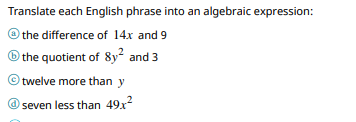 Translate each English phrase into an algebraic expression:
ⓐ the difference of 14x and 9
ⓑ the quotient of 8y² and 3
ⓒ twelve more than y
ⓓ seven less than 49x²